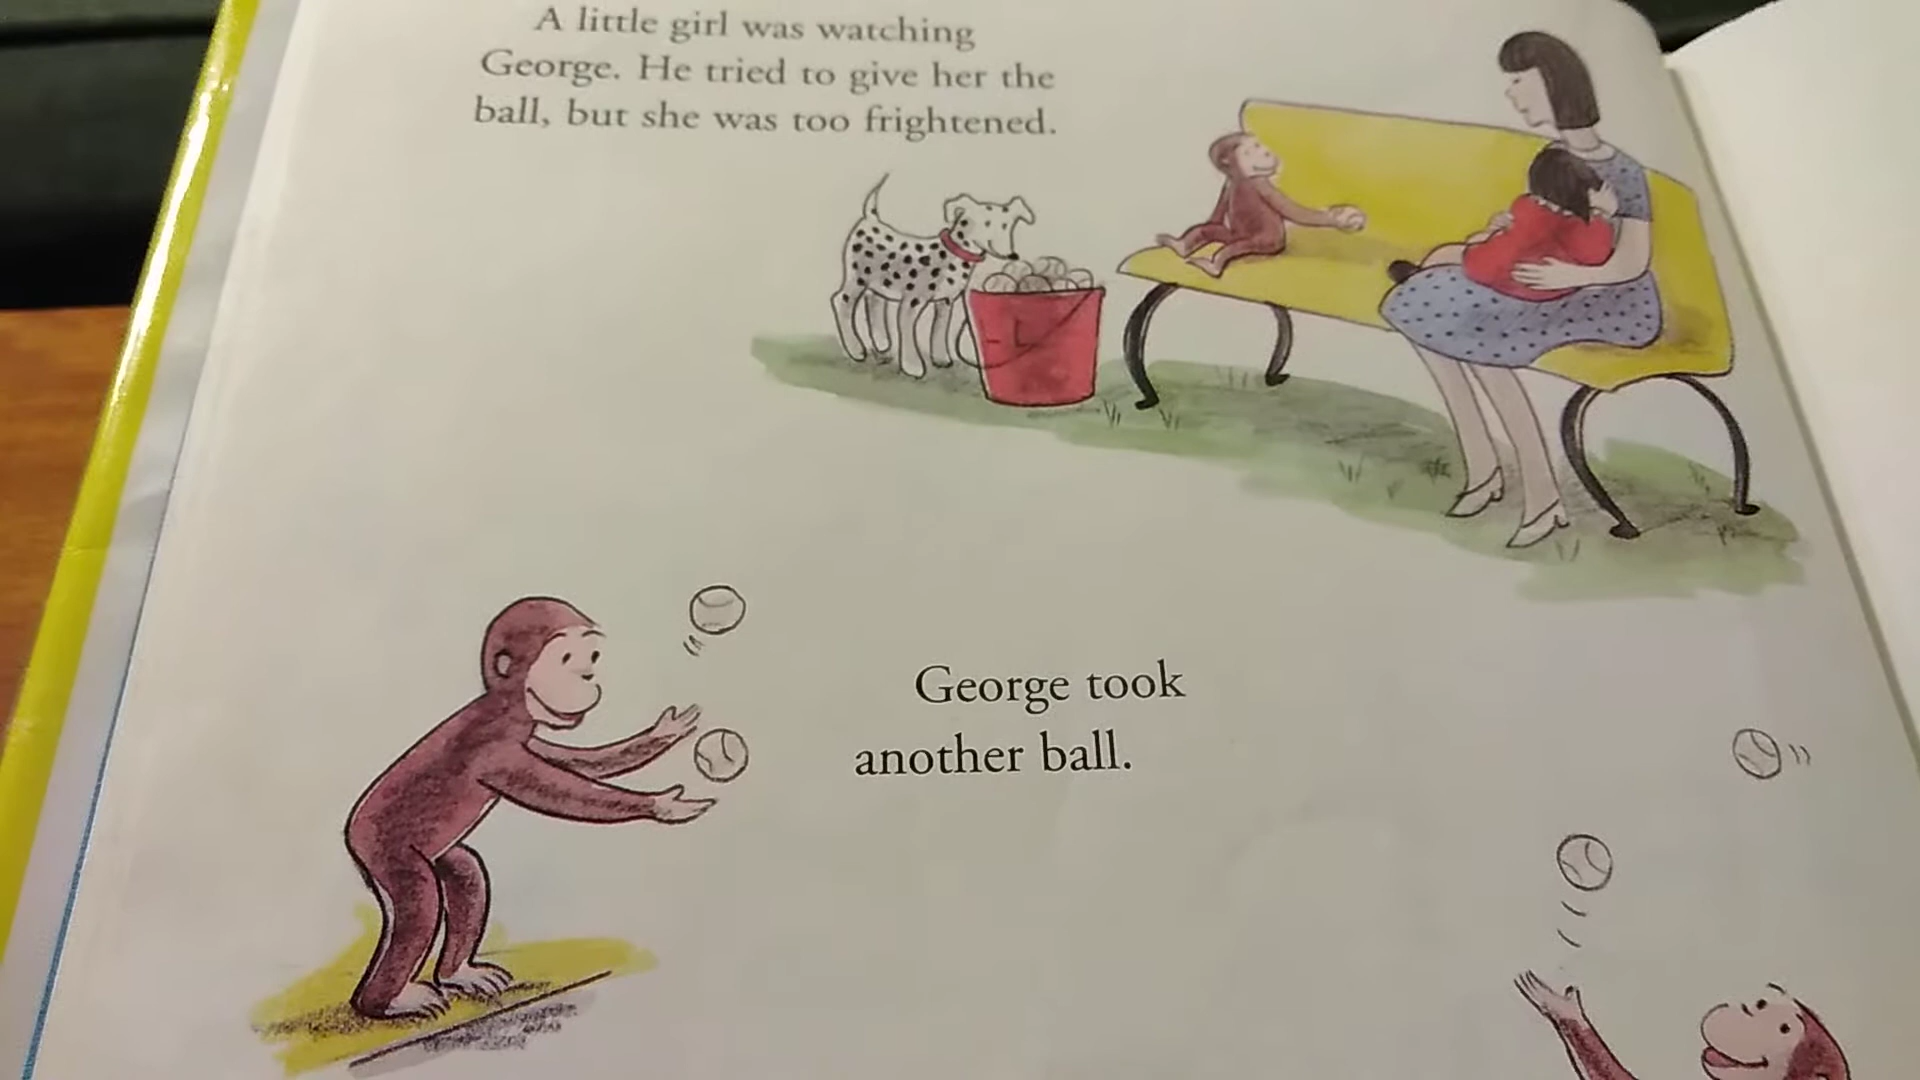 A little girl was watching
George. He tried to give her the
ball, but she was too frightened.
George took
another ball.